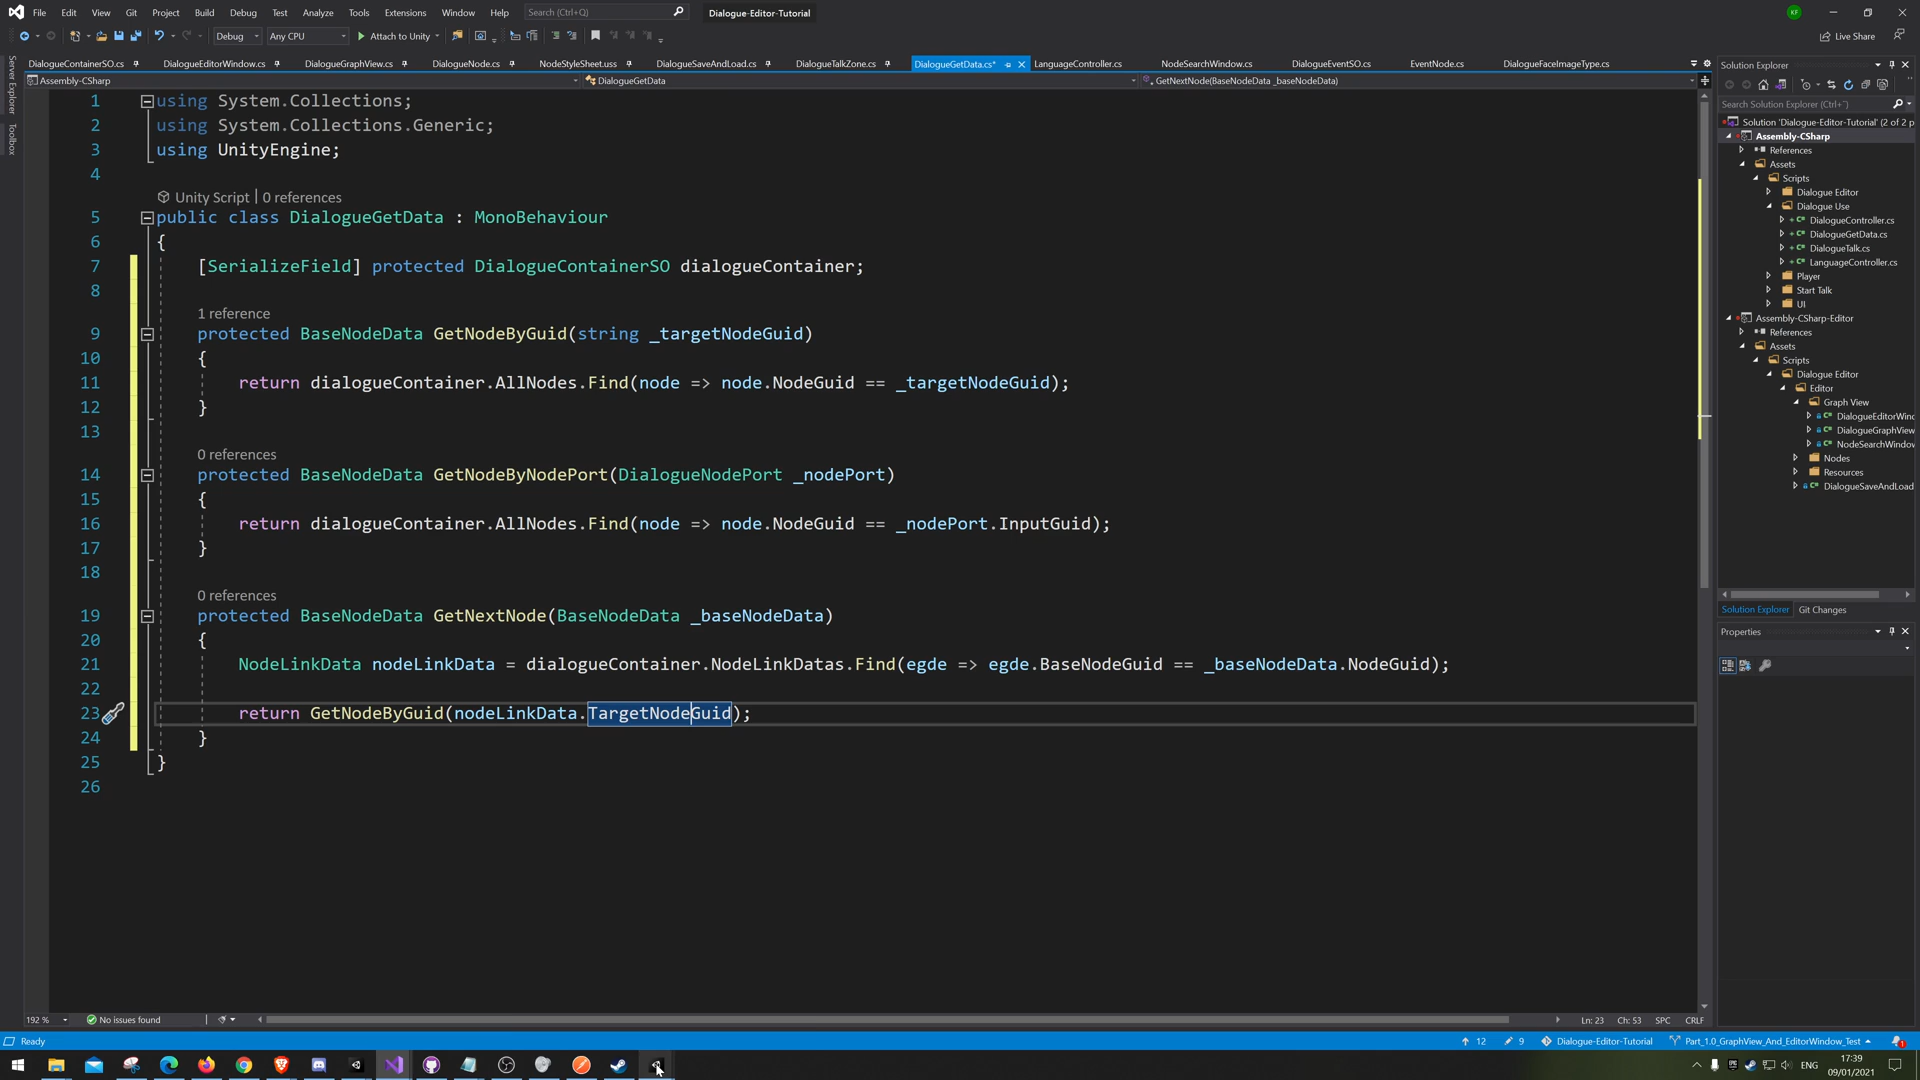 File Edit View Git Project Build Debug Test Analyze Tools Extensions Window Help Search (Ctrl+Q) Dialogue-Editor-Tutorial KF
Debug Any CPU Attach to Unity Live Share
DialogueContainerSO.cs DialogueEditorWindow.cs DialogueGraphView.cs DialogueNode.cs NodeStyleSheet.uss DialogueSaveAndLoad.cs DialogueTalkZone.cs DialogueGetData.cs* LanguageController.cs NodeSearchWindow.cs DialogueEventSO.cs EventNode.cs DialogueFaceImageType.cs
Assembly-CSharp DialogueGetData GetNextNode(BaseNodeData _baseNodeData)
Server Explorer
Toolbox
1 using System.Collections;
2 using System.Collections.Generic;
3 using UnityEngine;
4
Unity Script | 0 references
5 public class DialogueGetData : MonoBehaviour
6 {
7 [SerializeField] protected DialogueContainerSO dialogueContainer;
8
1 reference
9 protected BaseNodeData GetNodeByGuid(string _targetNodeGuid)
10 {
11 return dialogueContainer.AllNodes.Find(node => node.NodeGuid == _targetNodeGuid);
12 }
13
0 references
14 protected BaseNodeData GetNodeByNodePort(DialogueNodePort _nodePort)
15 {
16 return dialogueContainer.AllNodes.Find(node => node.NodeGuid == _nodePort.InputGuid);
17 }
18
0 references
19 protected BaseNodeData GetNextNode(BaseNodeData _baseNodeData)
20 {
21 NodeLinkData nodeLinkData = dialogueContainer.NodeLinkDatas.Find(egde => egde.BaseNodeGuid == _baseNodeData.NodeGuid);
22
23 return GetNodeByGuid(nodeLinkData.TargetNodeGuid);
24 }
25 }
26
Solution Explorer
Search Solution Explorer (Ctrl+¨)
Solution 'Dialogue-Editor-Tutorial' (2 of 2 p
Assembly-CSharp
References
Assets
Scripts
Dialogue Editor
Dialogue Use
DialogueController.cs
DialogueGetData.cs
DialogueTalk.cs
LanguageController.cs
Player
Start Talk
UI
Assembly-CSharp-Editor
References
Assets
Scripts
Dialogue Editor
Editor
Graph View
DialogueEditorWind
DialogueGraphView
NodeSearchWindow
Nodes
Resources
DialogueSaveAndLoad
Solution Explorer Git Changes
Properties
192 % No issues found Ln: 23 Ch: 53 SPC CRLF
Ready 12 9 Dialogue-Editor-Tutorial Part_1.0_GraphView_And_EditorWindow_Test 1
ENG 17:39
09/01/2021